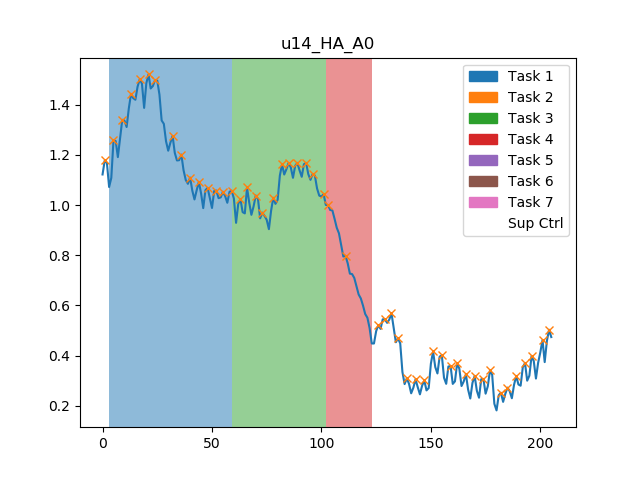 u14_HA_A0
1.4
1.2
1.0
0.8
0.6
0.4
0.2
0
50
100
150
200
Task 1
Task 2
Task 3
Task 4
Task 5
Task 6
Task 7
Sup Ctrl